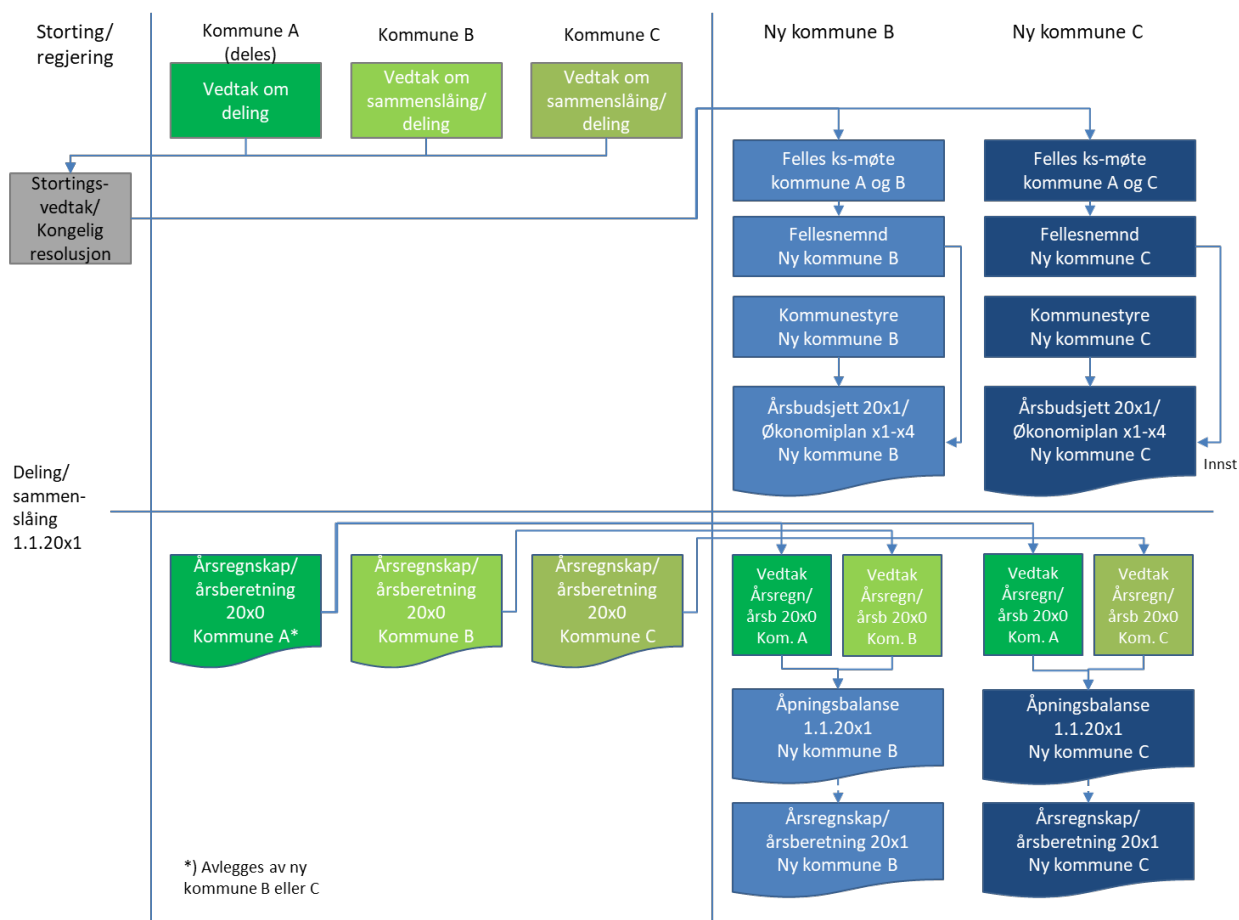 Storting/
regjering
Kommune A
(deles)
Kommune B
Kommune C
Ny kommune B
Ny kommune C
Vedtak om
deling
Vedtak om
sammenslåing/
deling
Vedtak om
sammenslåing/
deling
Stortings-
vedtak/
Kongelig
resolusjon
Felles ks-møte
kommune A og B
Felles ks-møte
kommune A og C
Fellesnemnd
Ny kommune B
Fellesnemnd
Ny kommune C
Kommunestyre
Ny kommune B
Kommunestyre
Ny kommune C
Årsbudsjett 20x1/
Økonomiplan x1-x4
Ny kommune B
Årsbudsjett 20x1/
Økonomiplan x1-x4
Ny kommune C
Innst
Deling/
sammen-
slåing
1.1.20x1
Årsregnskap/
årsberetning
20x0
Kommune A*
Årsregnskap/
årsberetning
20x0
Kommune B
Årsregnskap/
årsberetning
20x0
Kommune C
Vedtak
Årsregn/
årsb 20x0
Kom. A
Vedtak
Årsregn/
årsb 20x0
Kom. B
Vedtak
Årsregn/
årsb 20x0
Kom. A
Vedtak
Årsregn/
årsb 20x0
Kom. C
Åpningsbalanse
1.1.20x1
Ny kommune B
Åpningsbalanse
1.1.20x1
Ny kommune C
Årsregnskap/
årsberetning 20x1
Ny kommune B
Årsregnskap/
årsberetning 20x1
Ny kommune C
*) Avlegges av ny
kommune B eller C